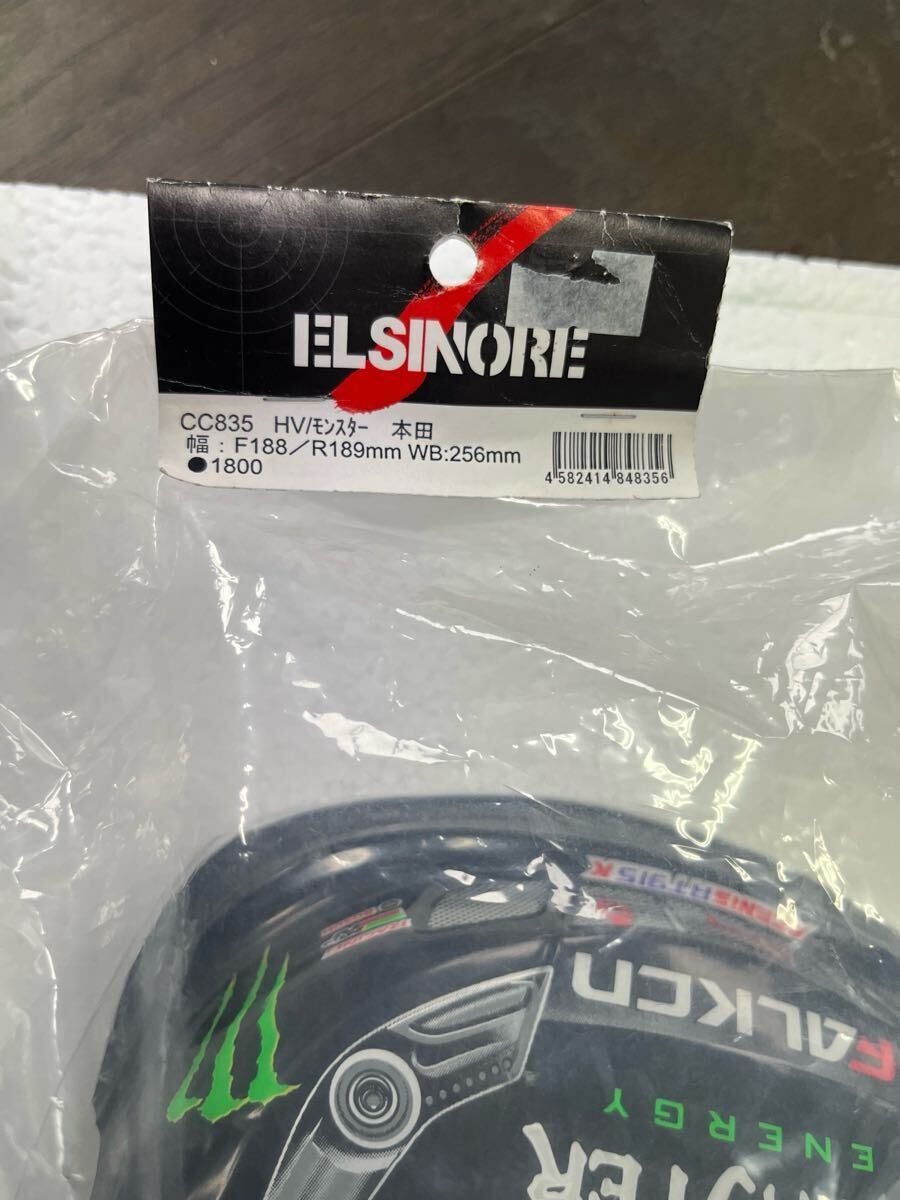 ELSINORE
CC835 HV/ﾓﾝｽﾀｰ 本田
幅 : F188／R189mm WB:256mm
●1800
4 582414 848356
FALKEN
ENERGY